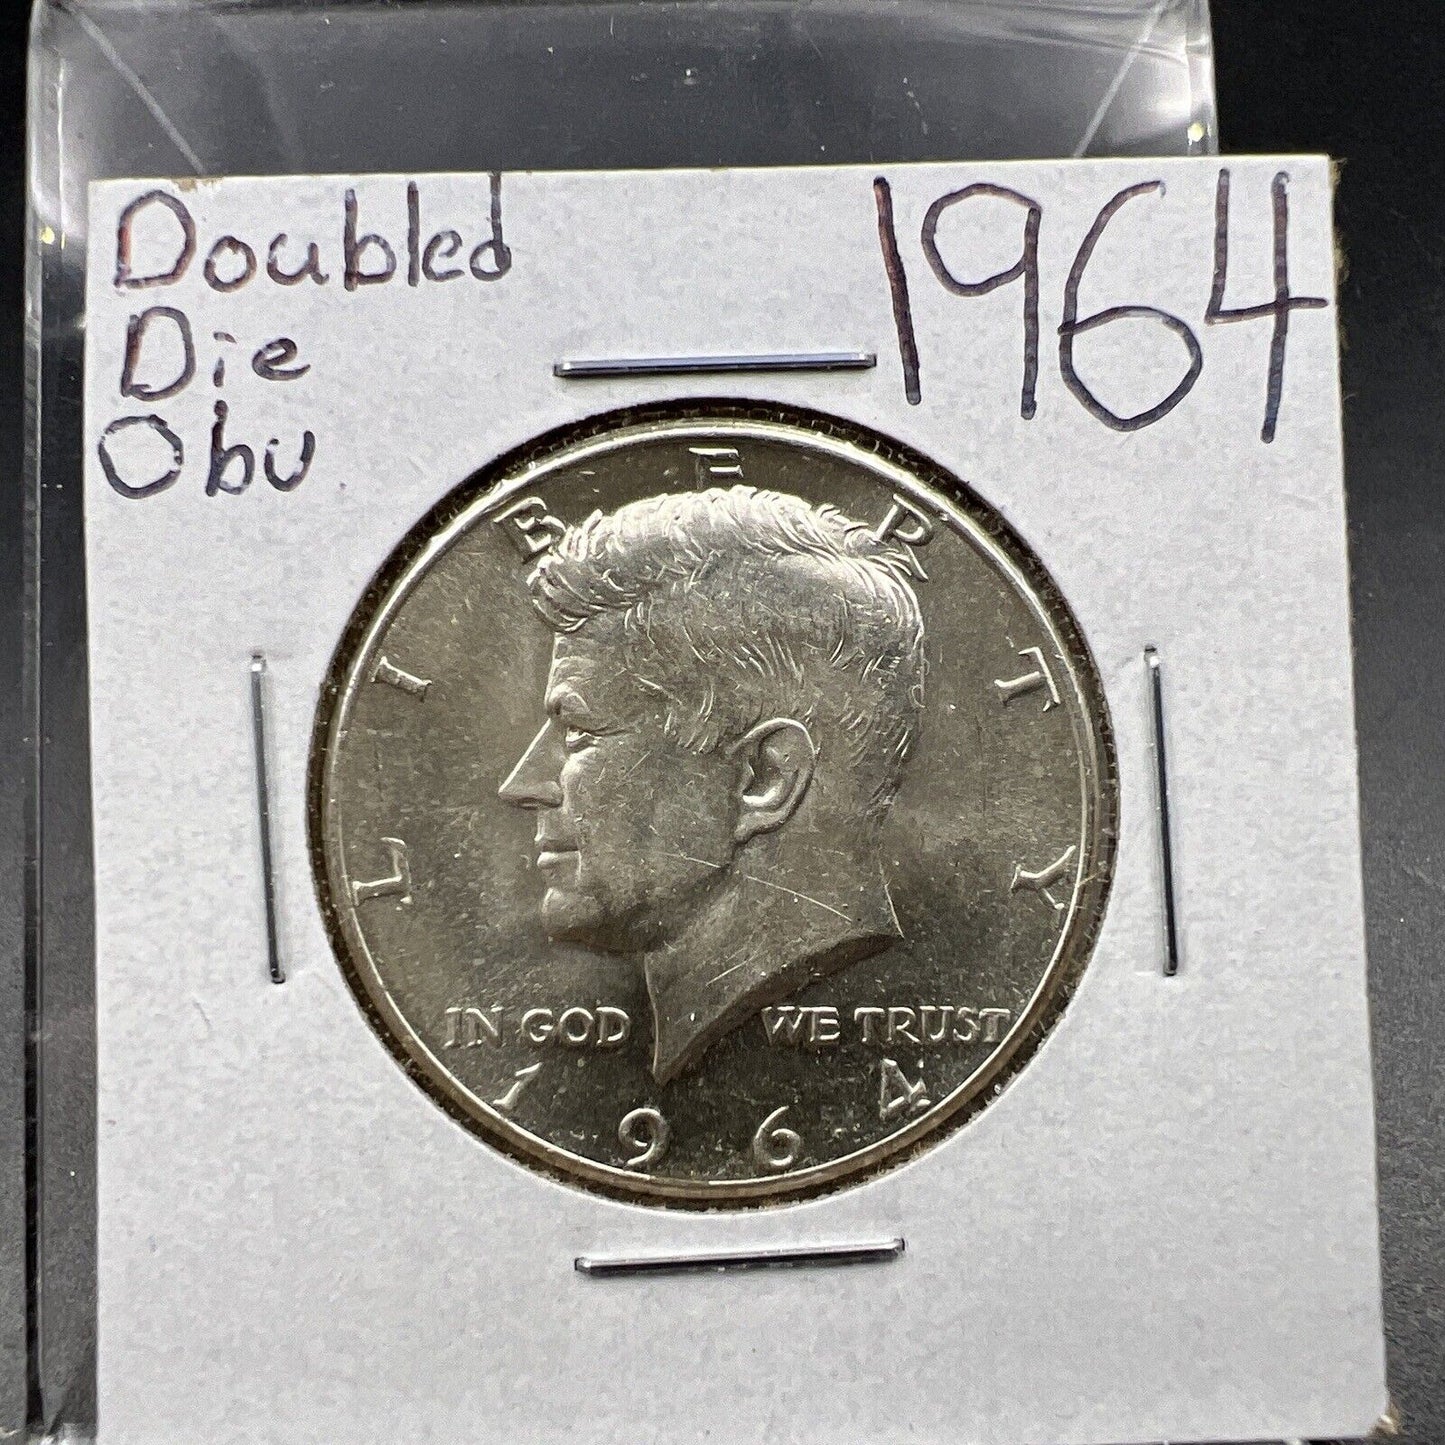 Doubled 1964
Die
Obv
LIBERTY
IN GOD WE TRUST
1964